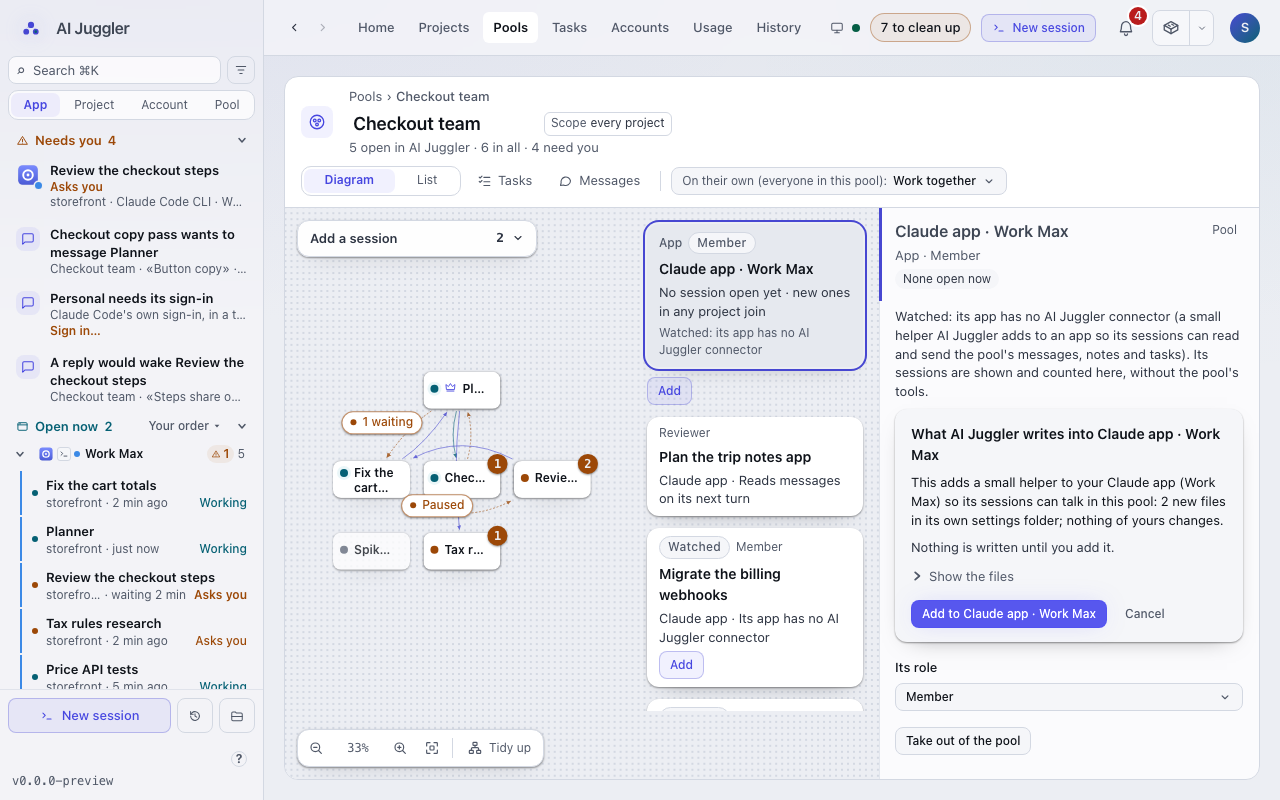 AI Juggler
Search ⌘K
App Project Account Pool
Needs you 4
Review the checkout steps
Asks you
storefront · Claude Code CLI · W…
Checkout copy pass wants to
message Planner
Checkout team · «Button copy» ·…
Personal needs its sign-in
Claude Code's own sign-in, in a t…
Sign in…
A reply would wake Review the
checkout steps
Checkout team · «Steps share o…
Open now 2 Your order
Work Max 1 5
Fix the cart totals
storefront · 2 min ago Working
Planner
storefront · just now Working
Review the checkout steps
storefro… · waiting 2 min Asks you
Tax rules research
storefront · 2 min ago Asks you
Price API tests
storefront · 5 min ago Working
New session
?
v0.0.0-preview
Home Projects Pools Tasks Accounts Usage History
7 to clean up
New session
4
S
Pools › Checkout team
Checkout team
Scope every project
5 open in AI Juggler · 6 in all · 4 need you
Diagram List Tasks Messages
On their own (everyone in this pool): Work together
Add a session 2
Pl…
1 waiting
Fix the
cart…
Chec…
1
Revie…
2
Paused
Spik…
Tax r…
1
33%
Tidy up
App Member
Claude app · Work Max
No session open yet · new ones
in any project join
Watched: its app has no AI
Juggler connector
Add
Reviewer
Plan the trip notes app
Claude app · Reads messages
on its next turn
Watched Member
Migrate the billing
webhooks
Claude app · Its app has no AI
Juggler connector
Add
Claude app · Work Max
Pool
App · Member
None open now
Watched: its app has no AI Juggler connector (a small
helper AI Juggler adds to an app so its sessions can read
and send the pool's messages, notes and tasks). Its
sessions are shown and counted here, without the pool's
tools.
What AI Juggler writes into Claude app · Work
Max
This adds a small helper to your Claude app (Work
Max) so its sessions can talk in this pool: 2 new files
in its own settings folder; nothing of yours changes.
Nothing is written until you add it.
Show the files
Add to Claude app · Work Max
Cancel
Its role
Member
Take out of the pool